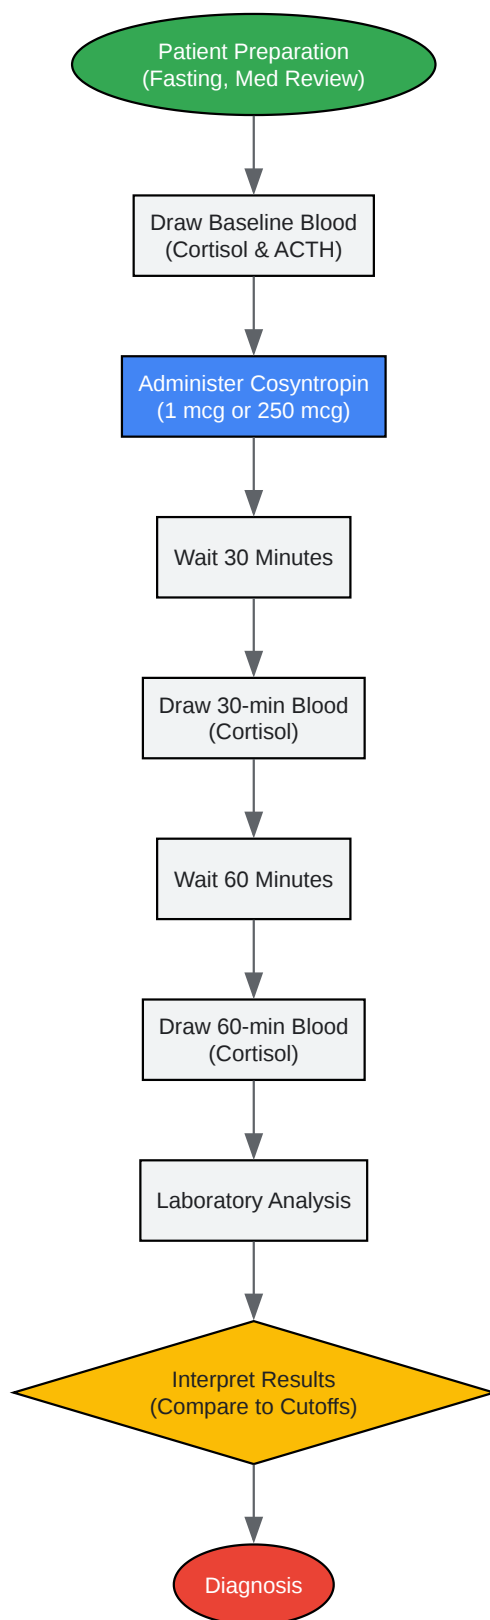 Patient Preparation
(Fasting, Med Review)
Draw Baseline Blood
(Cortisol & ACTH)
Administer Cosyntropin
(1 mcg or 250 mcg)
Wait 30 Minutes
Draw 30-min Blood
(Cortisol)
Wait 60 Minutes
Draw 60-min Blood
(Cortisol)
Laboratory Analysis
Interpret Results
(Compare to Cutoffs)
Diagnosis